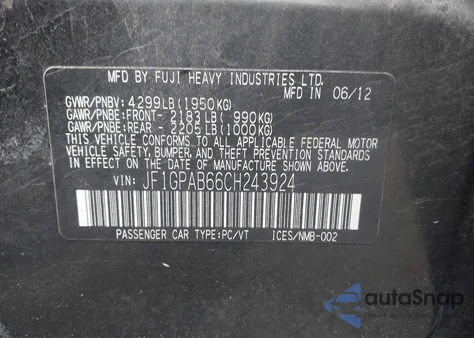 MFD BY FUJI HEAVY INDUSTRIES LTD.
MFD IN 06/12
GVWR/PNBV: 4299LB(1950KG)
GAWR/PNBE:FRONT- 2183LB( 990KG)
GAWR/PNBE:REAR - 2205LB(1000KG)
THIS VEHICLE CONFORMS TO ALL APPLICABLE FEDERAL MOTOR
VEHICLE SAFETY,BUMPER,AND THEFT PREVENTION STANDARDS
IN EFFECT ON THE DATE OF MANUFACTURE SHOWN ABOVE.
VIN: JF1GPAB66CH243924
PASSENGER CAR TYPE:PC/VT ICES/NMB-002
autoSnap